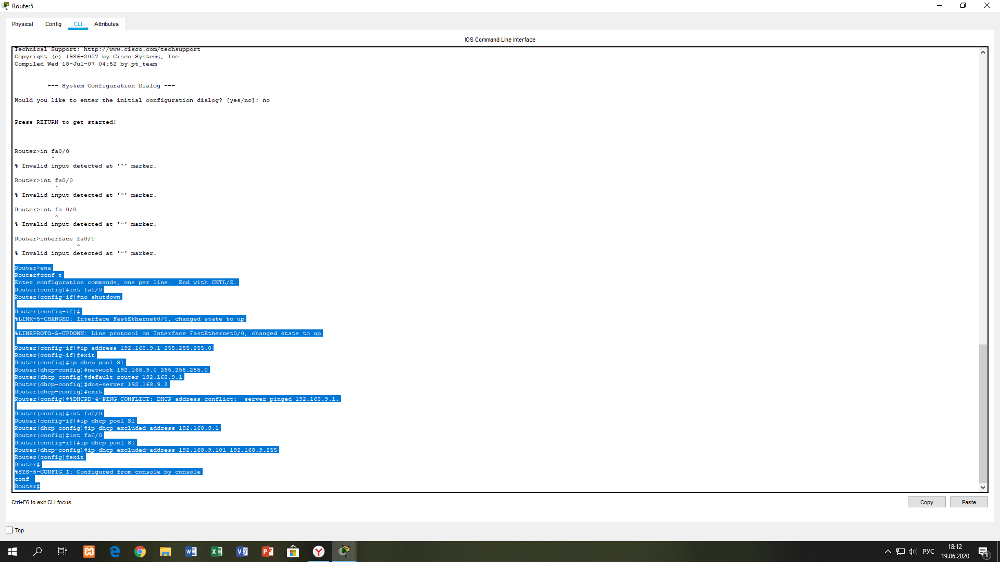 Router5
Physical Config CLI Attributes
IOS Command Line Interface
Technical Support: http://www.cisco.com/techsupport
Copyright (c) 1986-2007 by Cisco Systems, Inc.
Compiled Wed 18-Jul-07 04:52 by pt_team
--- System Configuration Dialog ---
Would you like to enter the initial configuration dialog? [yes/no]: no
Press RETURN to get started!
Router>in fa0/0
^
% Invalid input detected at '^' marker.
Router>int fa0/0
^
% Invalid input detected at '^' marker.
Router>int fa 0/0
^
% Invalid input detected at '^' marker.
Router>interface fa0/0
^
% Invalid input detected at '^' marker.
Router>ena
Router#conf t
Enter configuration commands, one per line.  End with CNTL/Z.
Router(config)#int fa0/0
Router(config-if)#no shutdown
Router(config-if)#
%LINK-5-CHANGED: Interface FastEthernet0/0, changed state to up
%LINEPROTO-5-UPDOWN: Line protocol on Interface FastEthernet0/0, changed state to up
Router(config-if)#ip address 192.168.9.1 255.255.255.0
Router(config-if)#exit
Router(config)#ip dhcp pool S1
Router(dhcp-config)#network 192.168.9.0 255.255.255.0
Router(dhcp-config)#default-router 192.168.9.1
Router(dhcp-config)#dns-server 192.168.9.2
Router(dhcp-config)#exit
Router(config)#%DHCPD-4-PING_CONFLICT: DHCP address conflict:  server pinged 192.168.9.1.
Router(config)#int fa0/0
Router(config-if)#ip dhcp pool S1
Router(dhcp-config)#ip dhcp excluded-address 192.168.9.1
Router(config)#int fa0/0
Router(config-if)#ip dhcp pool S1
Router(dhcp-config)#ip dhcp excluded-address 192.168.9.101 192.168.9.255
Router(config)#exit
Router#
%SYS-5-CONFIG_I: Configured from console by console
conf
Router#
Ctrl+F6 to exit CLI focus
Copy Paste
Top
РУС
18:12
19.06.2020
1